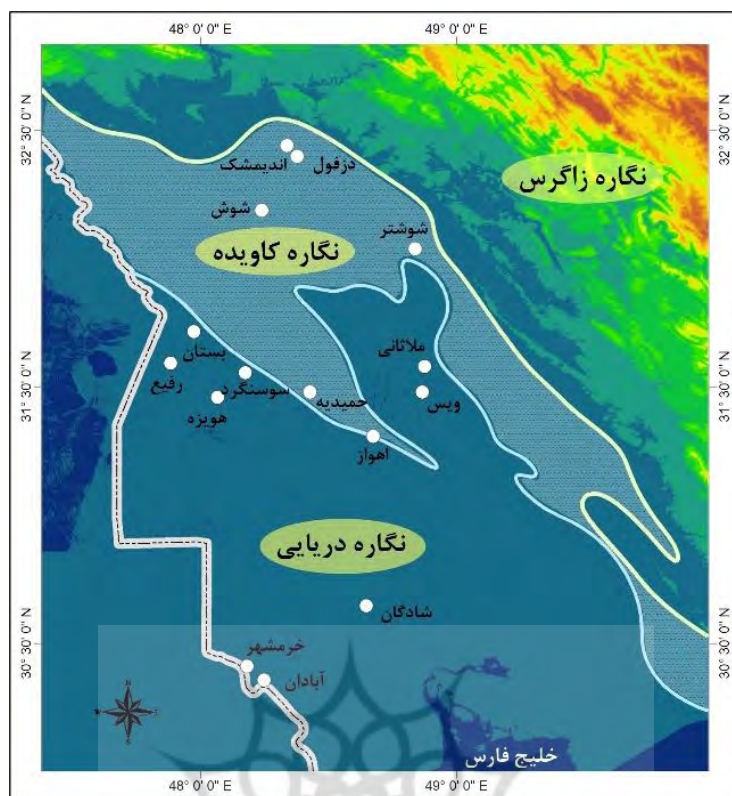 48° 0' 0" E
49° 0' 0" E
32° 30' 0" N
32° 30' 0" N
اندیمشک
دزفول
نگاره زاگرس
شوش
شوشتر
نگاره کاویده
بستان
ملاثانی
رفیع
سوسنگرد
حمیدیه
ویس
31° 30' 0" N
31° 30' 0" N
هویزه
اهواز
نگاره دریایی
شادگان
30° 30' 0" N
30° 30' 0" N
خرمشهر
آبادان
خلیج فارس
48° 0' 0" E
49° 0' 0" E